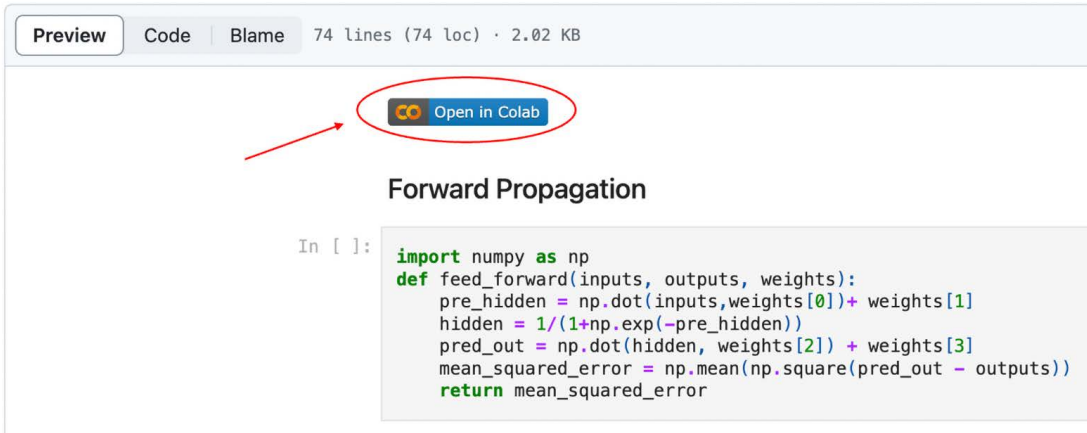 Preview Code Blame 74 lines (74 loc) · 2.02 KB
CO Open in Colab
Forward Propagation
In [ ]:
import numpy as np
def feed_forward(inputs, outputs, weights):
    pre_hidden = np.dot(inputs,weights[0])+ weights[1]
    hidden = 1/(1+np.exp(-pre_hidden))
    pred_out = np.dot(hidden, weights[2]) + weights[3]
    mean_squared_error = np.mean(np.square(pred_out - outputs))
    return mean_squared_error